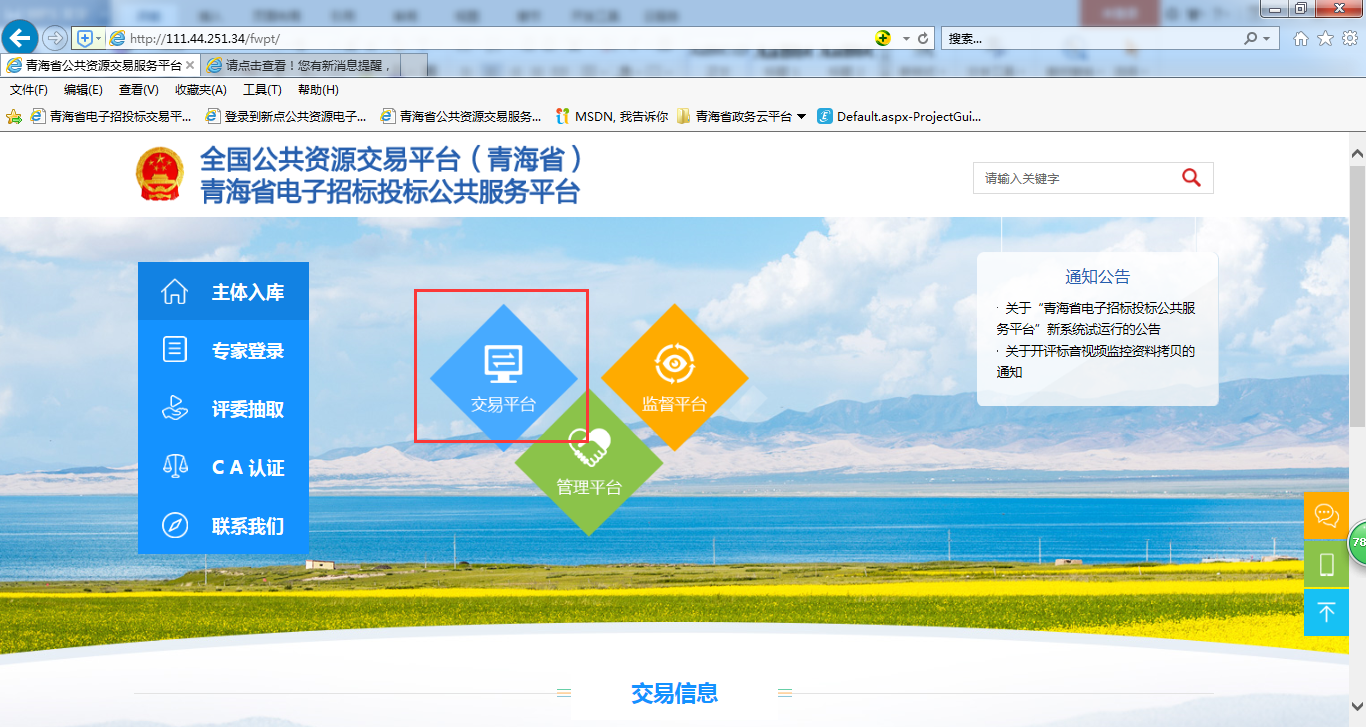 http://111.44.251.34/fwpt/
搜索...
青海省公共资源交易服务平台
请点击查看！您有新消息提醒，
文件(F) 编辑(E) 查看(V) 收藏夹(A) 工具(T) 帮助(H)
青海省电子招投标交易平... 登录到新点公共资源电子... 青海省公共资源交易服务... MSDN, 我告诉你 青海省政务云平台 Default.aspx-ProjectGui...
全国公共资源交易平台（青海省）
青海省电子招标投标公共服务平台
请输入关键字
主体入库
专家登录
评委抽取
C A 认证
联系我们
交易平台
监督平台
管理平台
通知公告
· 关于“青海省电子招标投标公共服
务平台”新系统试运行的公告
· 关于开评标音视频监控资料拷贝的
通知
78
交易信息